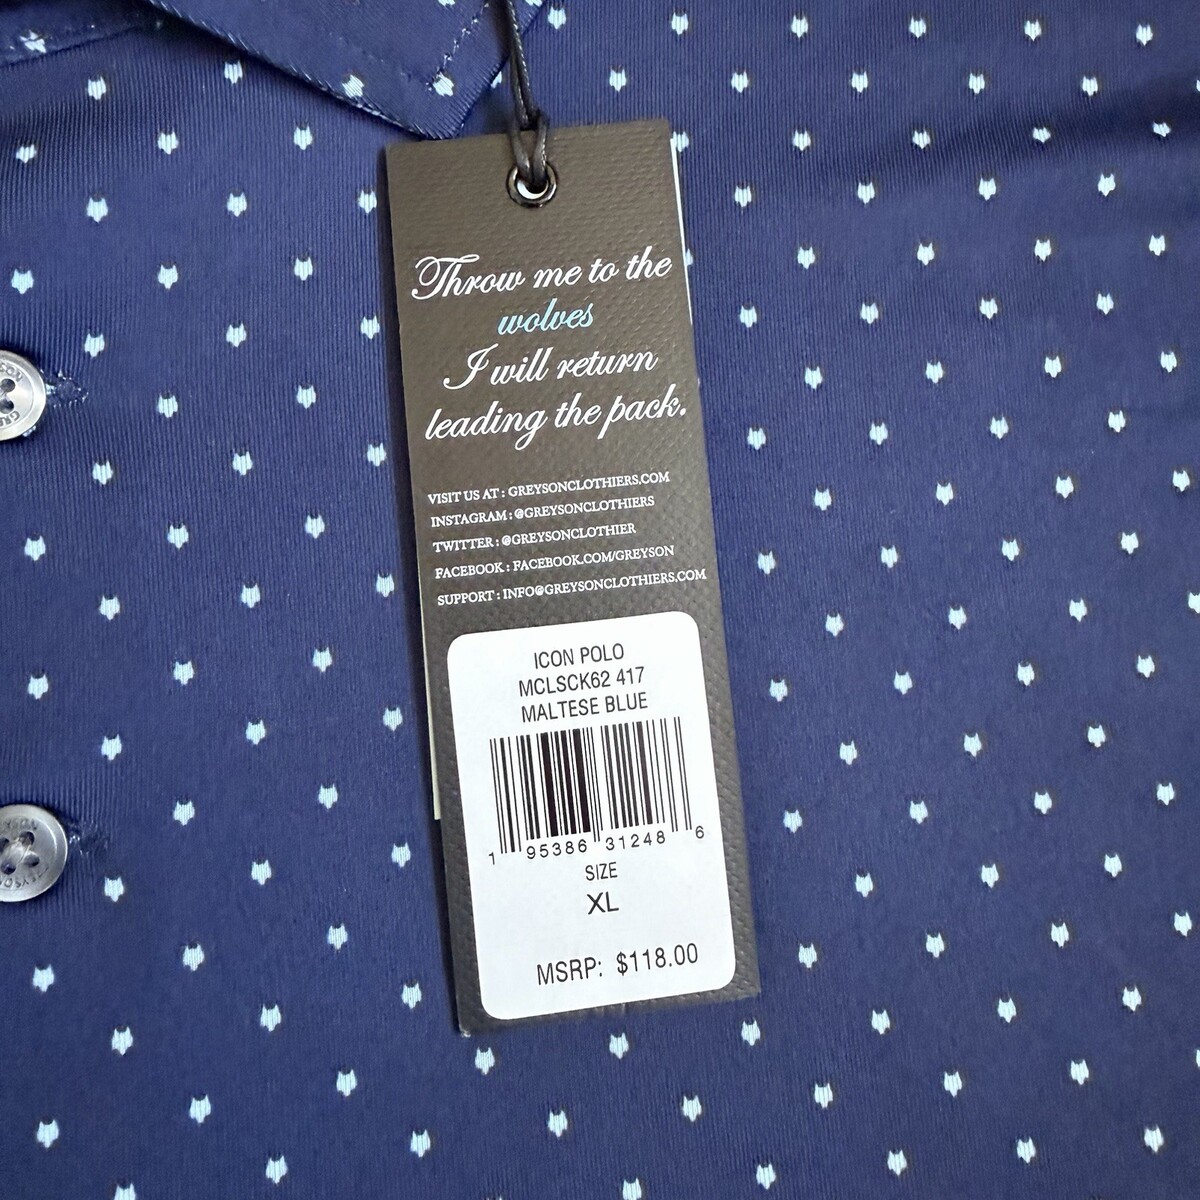 Throw me to the
wolves
I will return
leading the pack.
VISIT US AT : GREYSONCLOTHIERS.COM
INSTAGRAM : @GREYSONCLOTHIERS
TWITTER : @GREYSONCLOTHIER
FACEBOOK : FACEBOOK.COM/GREYSON
SUPPORT : INFO@GREYSONCLOTHIERS.COM
ICON POLO
MCLSCK62 417
MALTESE BLUE
1 95386 31248 6
SIZE
XL
MSRP: $118.00